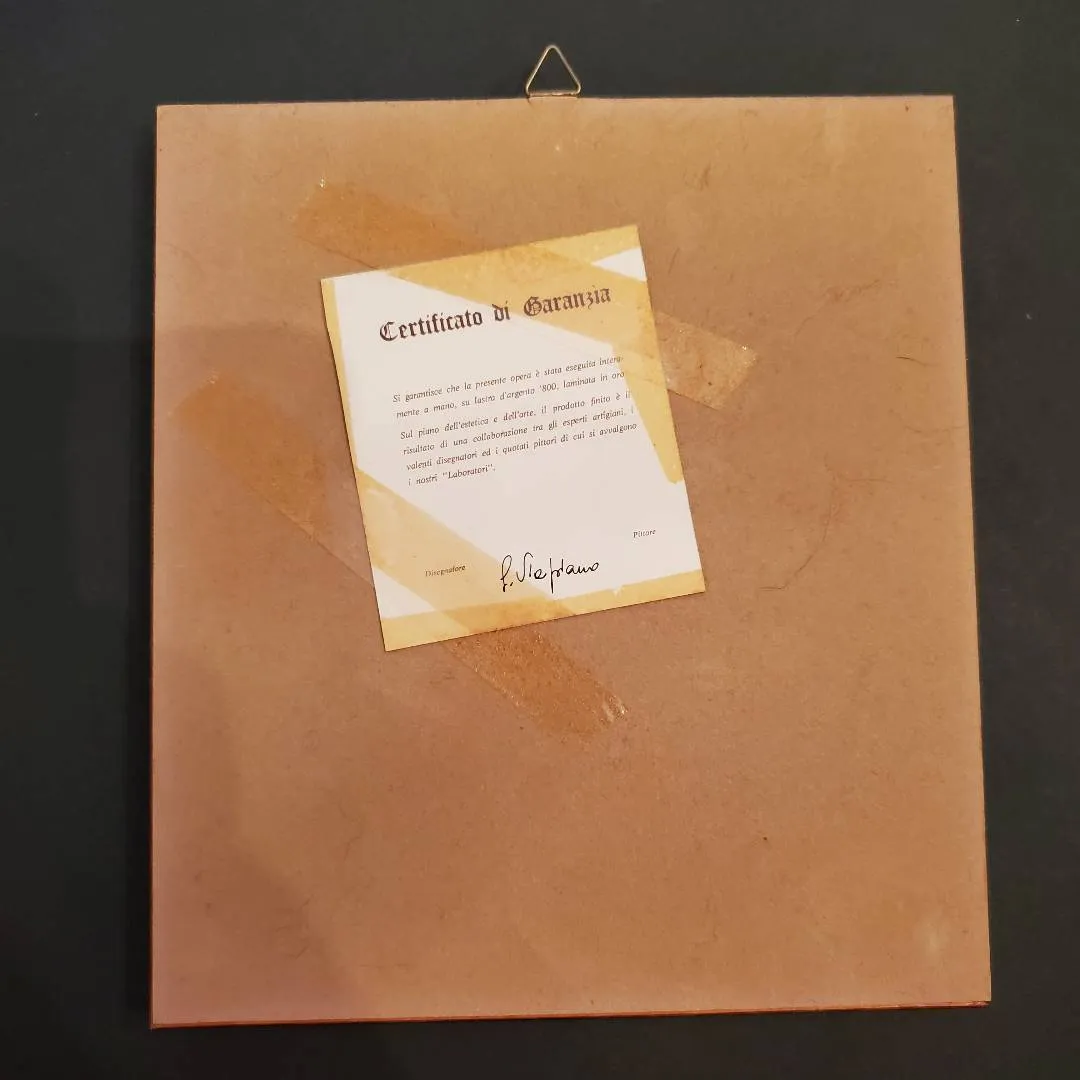 Certificato di Garanzia
Si garantisce che la presente opera è stata eseguita intera-
mente a mano, su lastra d'argento '800, laminata in oro
Sul piano dell'estetica e dell'arte, il prodotto finito è il
risultato di una collaborazione tra gli esperti artigiani, i
valenti disegnatori ed i quotati pittori di cui si avvalgono
i nostri "Laboratori".
Pittore
Disegnatore